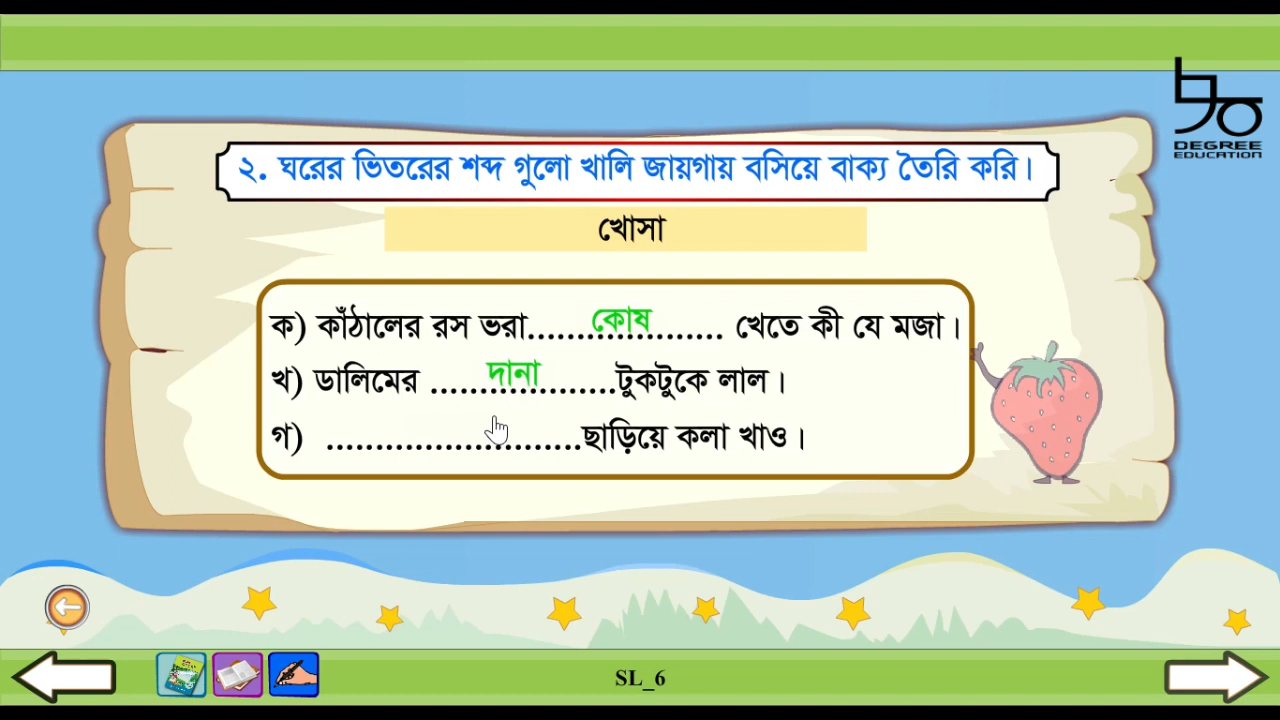 DEGREE
EDUCATION
২. ঘরের ভিতরের শব্দ গুলো খালি জায়গায় বসিয়ে বাক্য তৈরি করি।
খোসা
ক) কাঁঠালের রস ভরা....................কোষ খেতে কী যে মজা।
খ) ডালিমের ...................দানা টুকটুকে লাল।
গ) ..........................ছাড়িয়ে কলা খাও।
SL_6